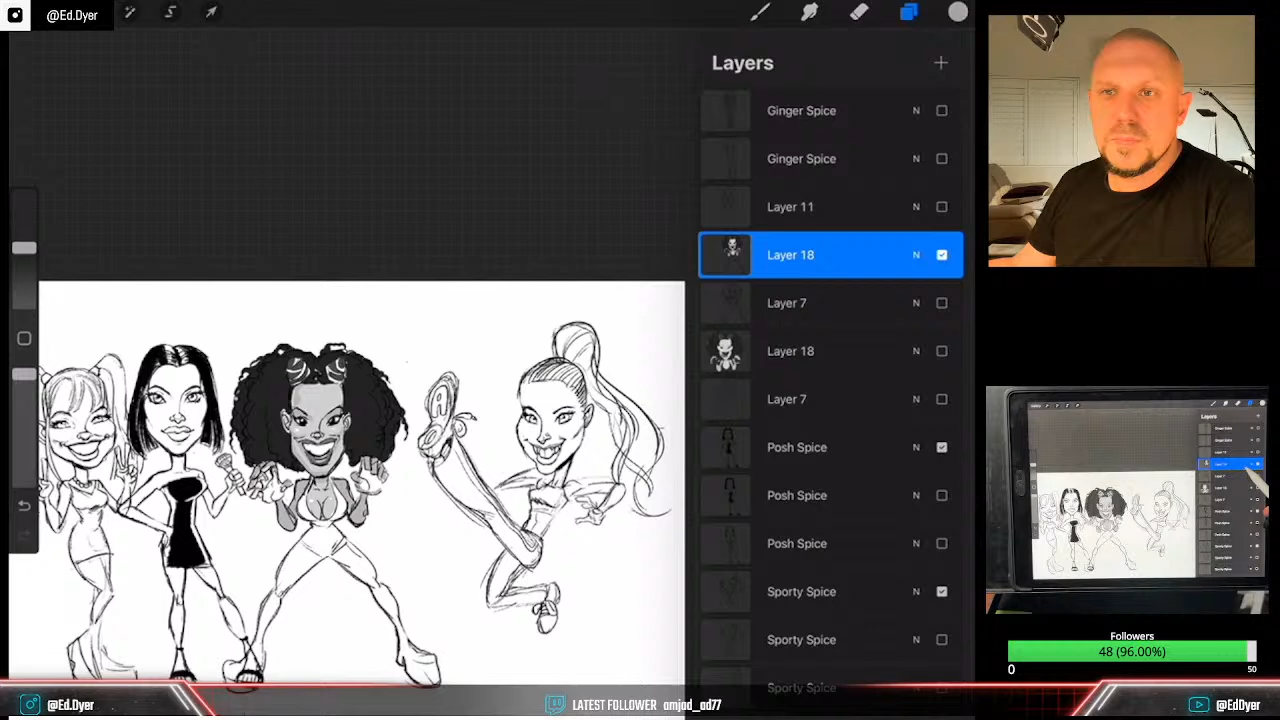 @Ed.Dyer
Layers
Ginger Spice N
Ginger Spice N
Layer 11 N
Layer 18 N
Layer 7 N
Layer 18 N
Layer 7 N
Posh Spice N
Posh Spice N
Posh Spice N
Sporty Spice N
Sporty Spice N
Sporty Spice
A
Layers
Followers
48 (96.00%)
0 50
@Ed.Dyer
LATEST FOLLOWER amjad_ad77
@EdDyer